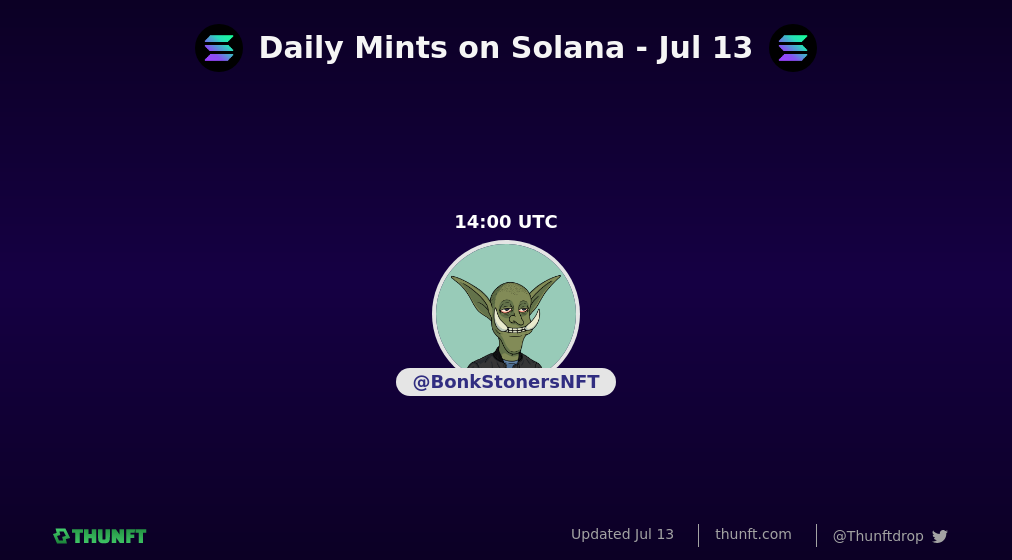 Daily Mints on Solana - Jul 13
14:00 UTC
@BonkStonersNFT
THUNFT
Updated Jul 13
thunft.com
@Thunftdrop